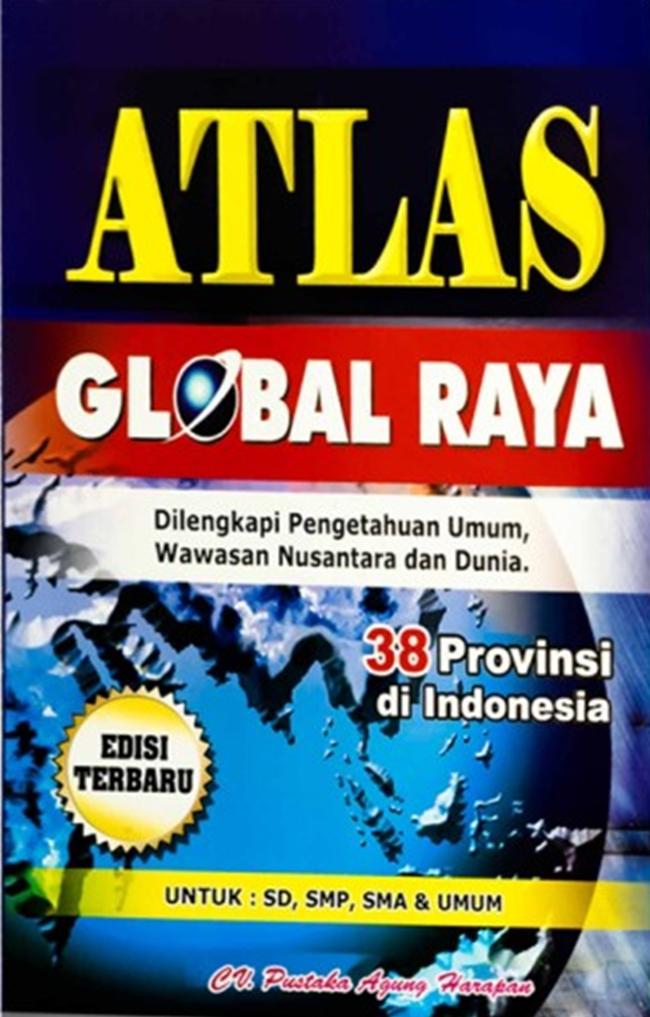 ATLAS
GLOBAL RAYA
Dilengkapi Pengetahuan Umum,
Wawasan Nusantara dan Dunia.
38 Provinsi
di Indonesia
EDISI
TERBARU
UNTUK : SD, SMP, SMA & UMUM
CV. Pustaka Agung Harapan